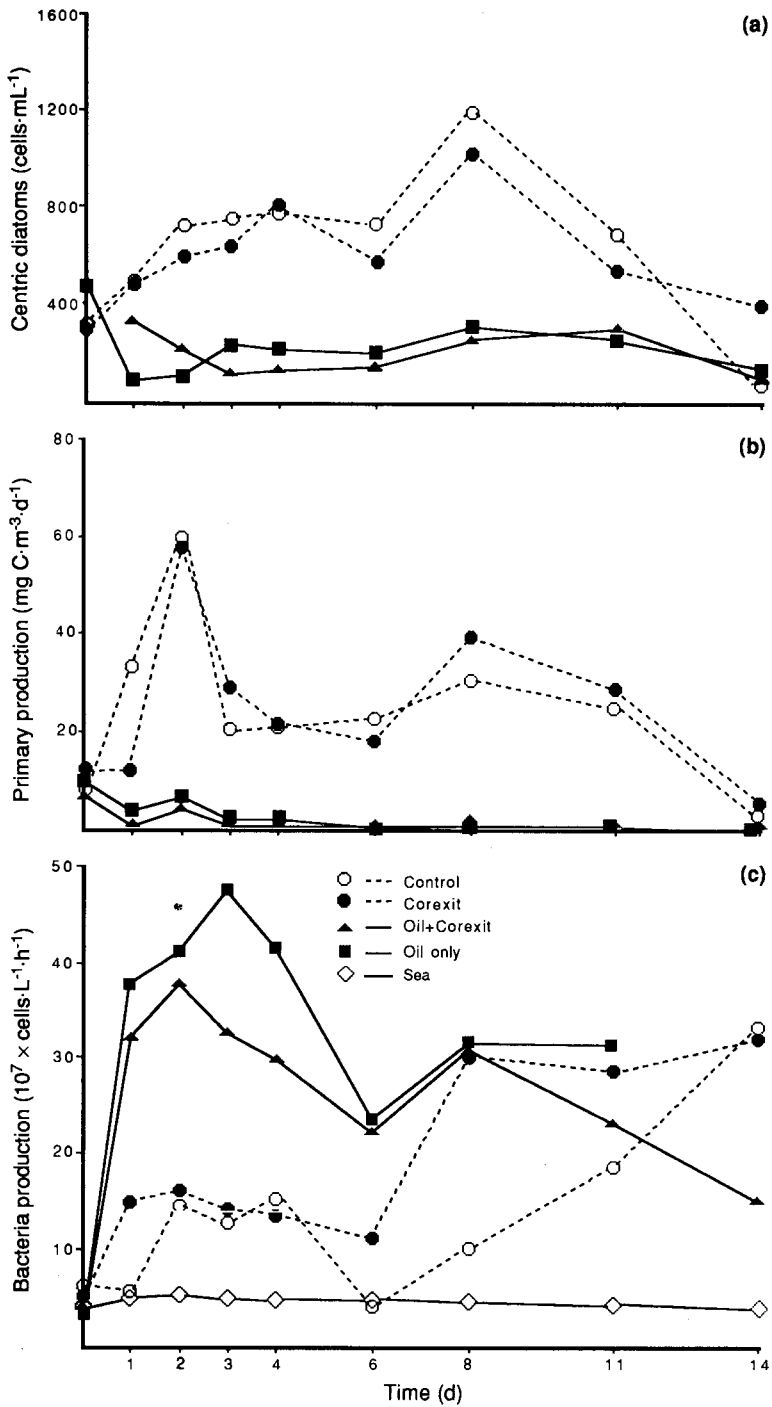 (a)
1600
1200
800
400
Centric diatoms (cells·mL⁻¹)
(b)
80
60
40
20
Primary production (mg C·m⁻³·d⁻¹)
(c)
50
40
30
20
10
Bacteria production (10⁷ × cells·L⁻¹·h⁻¹)
Control
Corexit
Oil+Corexit
Oil only
Sea
*
1 2 3 4 6 8 11 14
Time (d)